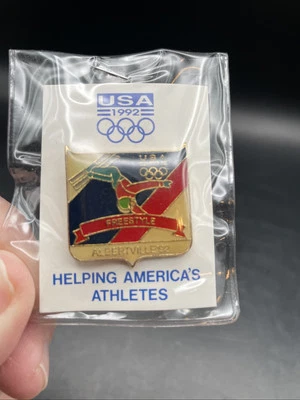 USA
1992
USA
FREESTYLE
ALBERTVILLE 92
HELPING AMERICA'S
ATHLETES